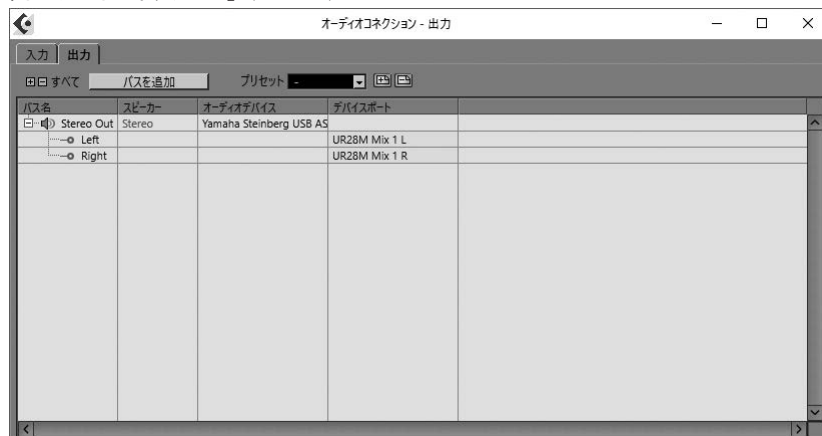 オーディオコネクション - 出力
入力 出力
すべて バスを追加 プリセット -
バス名 スピーカー オーディオデバイス デバイスポート
Stereo Out Stereo Yamaha Steinberg USB AS
Left UR28M Mix 1 L
Right UR28M Mix 1 R